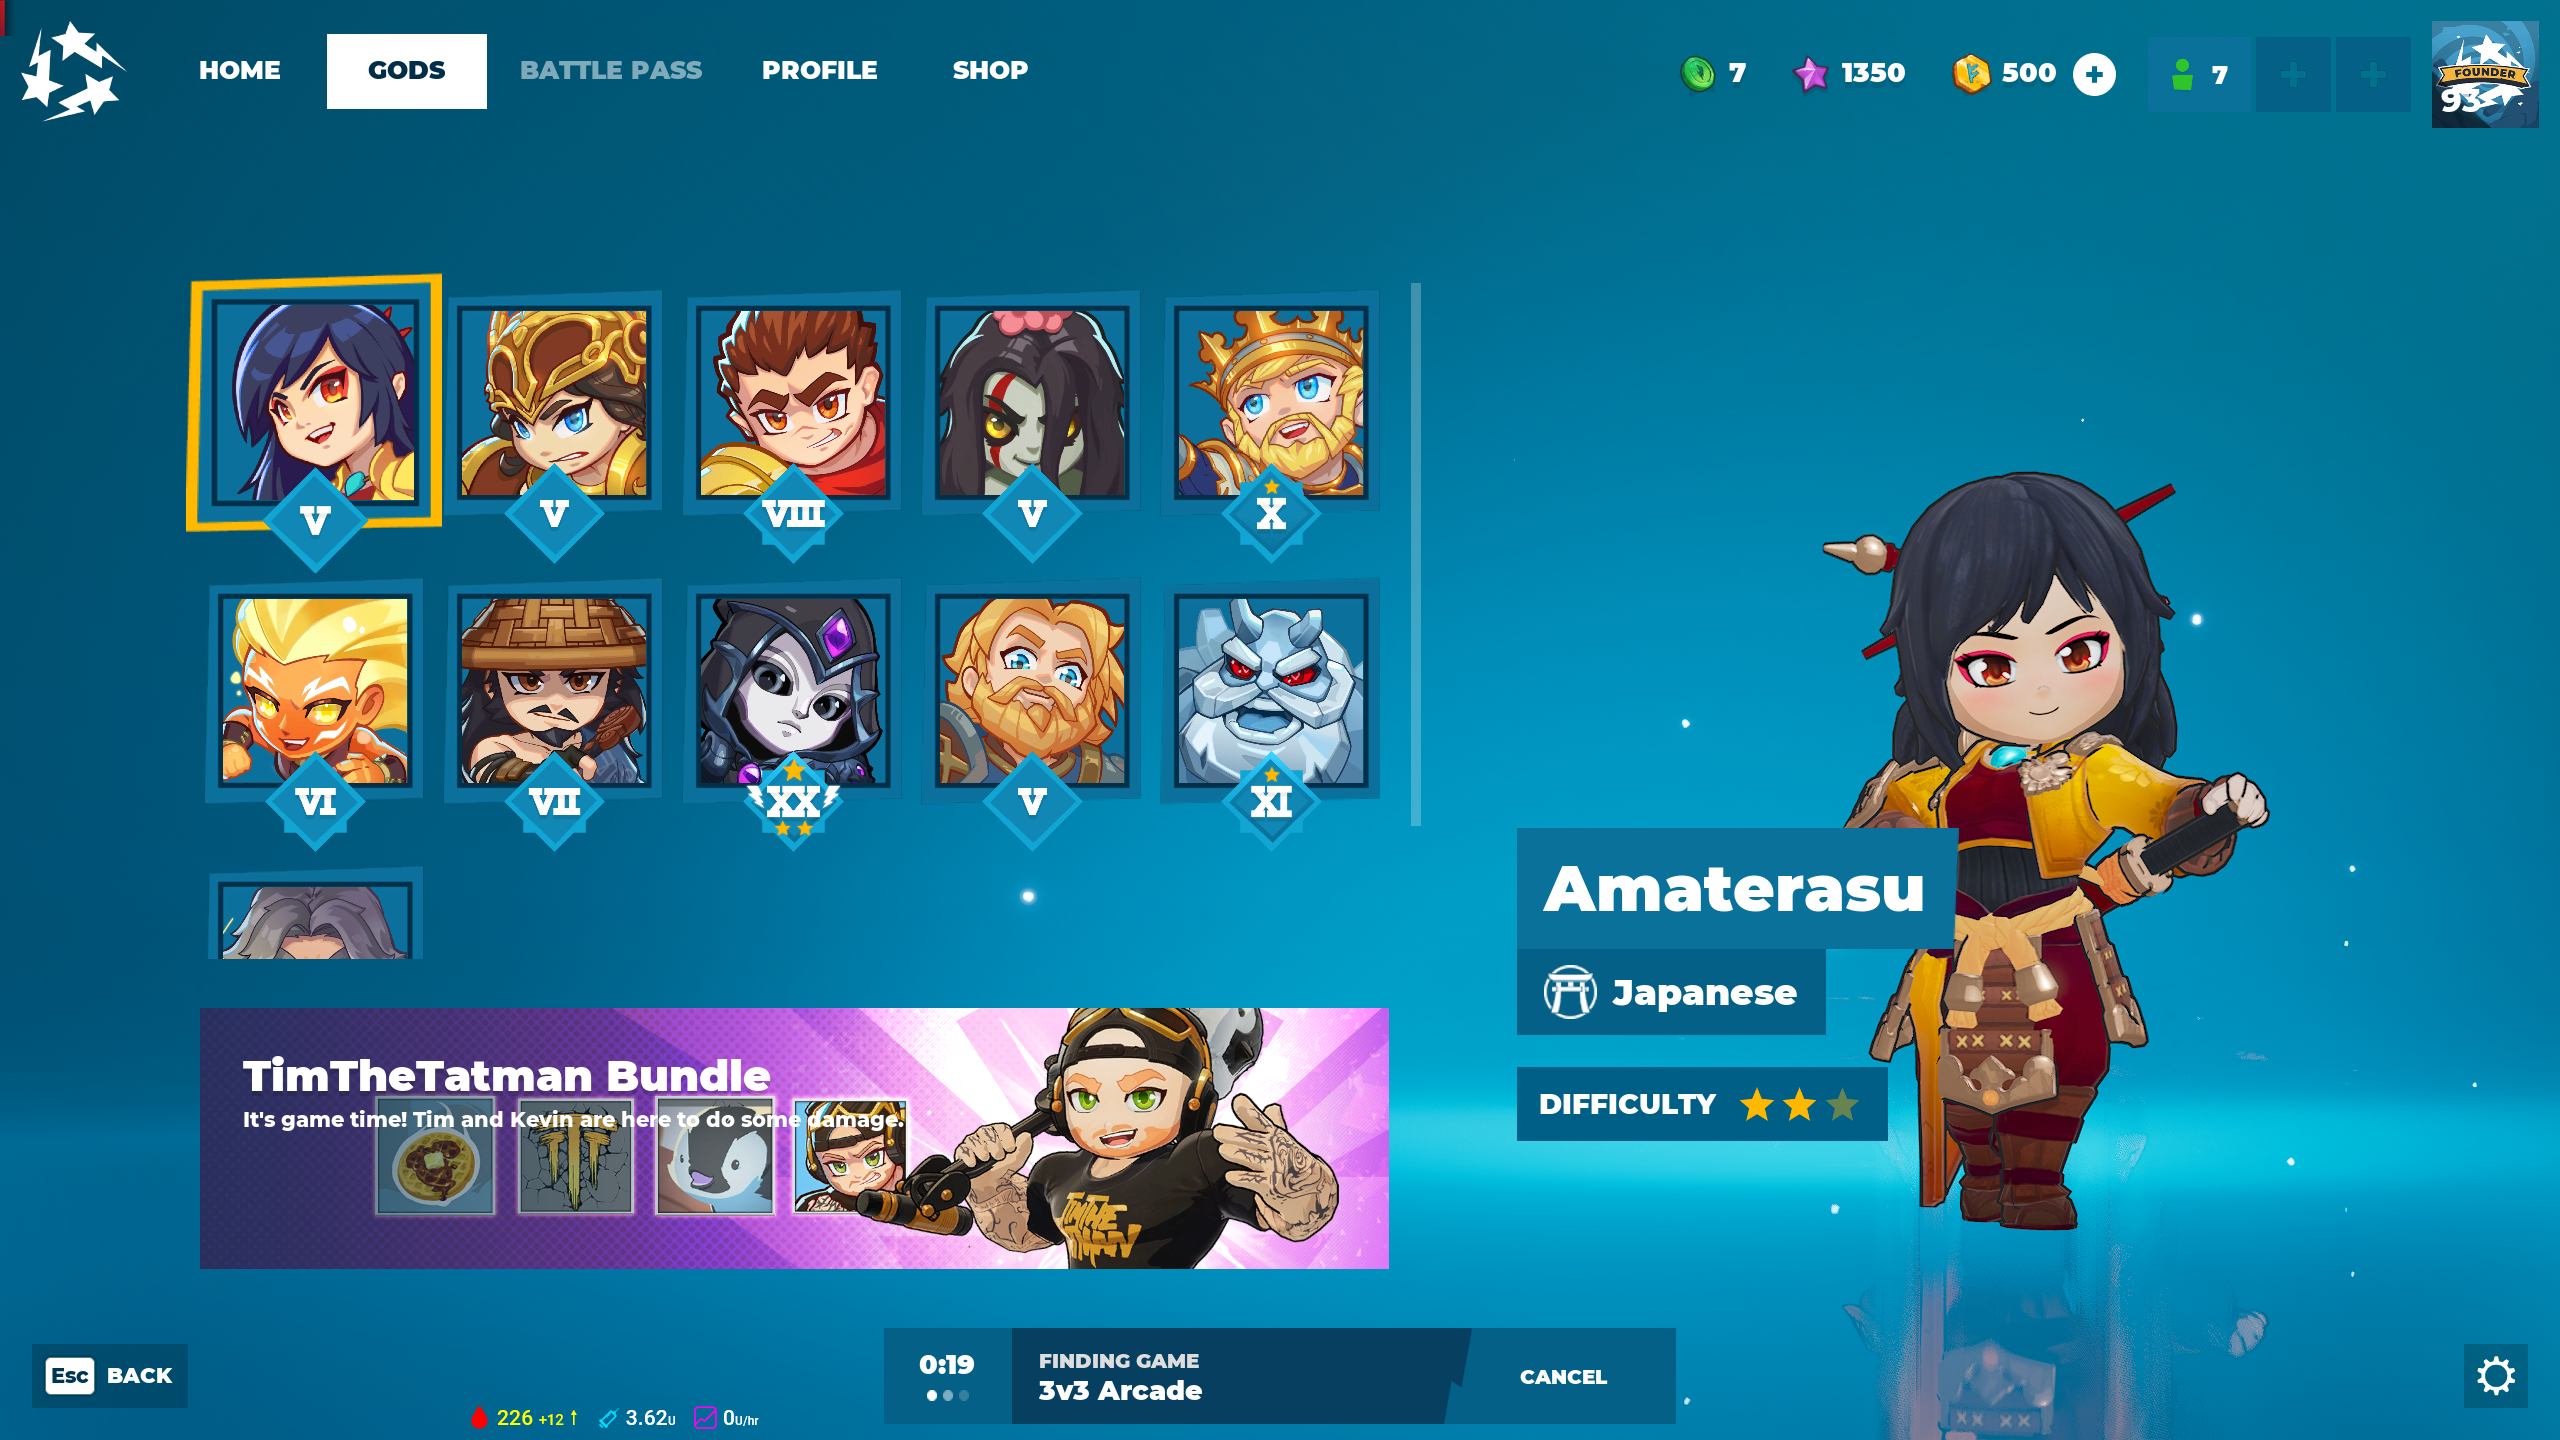 HOME GODS BATTLE PASS PROFILE SHOP
7 1350 500 7
FOUNDER
93
V V VIII V X
VI VII XX V XI
Amaterasu
Japanese
DIFFICULTY
TimTheTatman Bundle
It's game time! Tim and Kevin are here to do some damage.
TIMTHE
TATMAN
Esc BACK
0:19
FINDING GAME
3v3 Arcade
CANCEL
226 +12 ↑ 3.62U 0U/hr